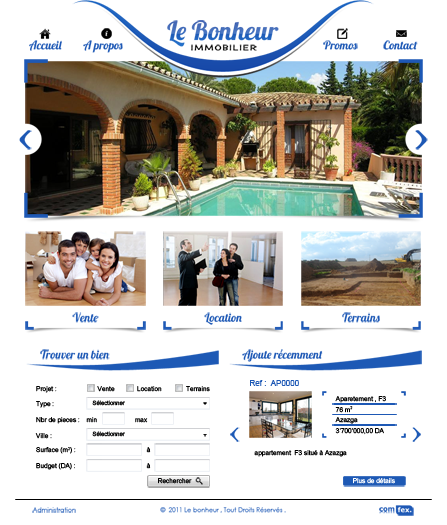 Accueil
A propos
Le Bonheur
IMMOBILIER
Promos
Contact
Vente
Location
Terrains
Trouver un bien
Projet :
Vente
Location
Terrains
Type :
Sélectionner
Nbr de pieces :
min
max
Ville :
Sélectionner
Surface (m²) :
à
Budget (DA) :
à
Rechercher
Ajoute récemment
Ref : AP0000
Aparetement , F3
76 m²
Azazga
3'700'000,00 DA
appartement F3 situé à Azazga
Plus de détails
Administration
© 2011 Le bonheur , Tout Droits Réservés .
com fex.